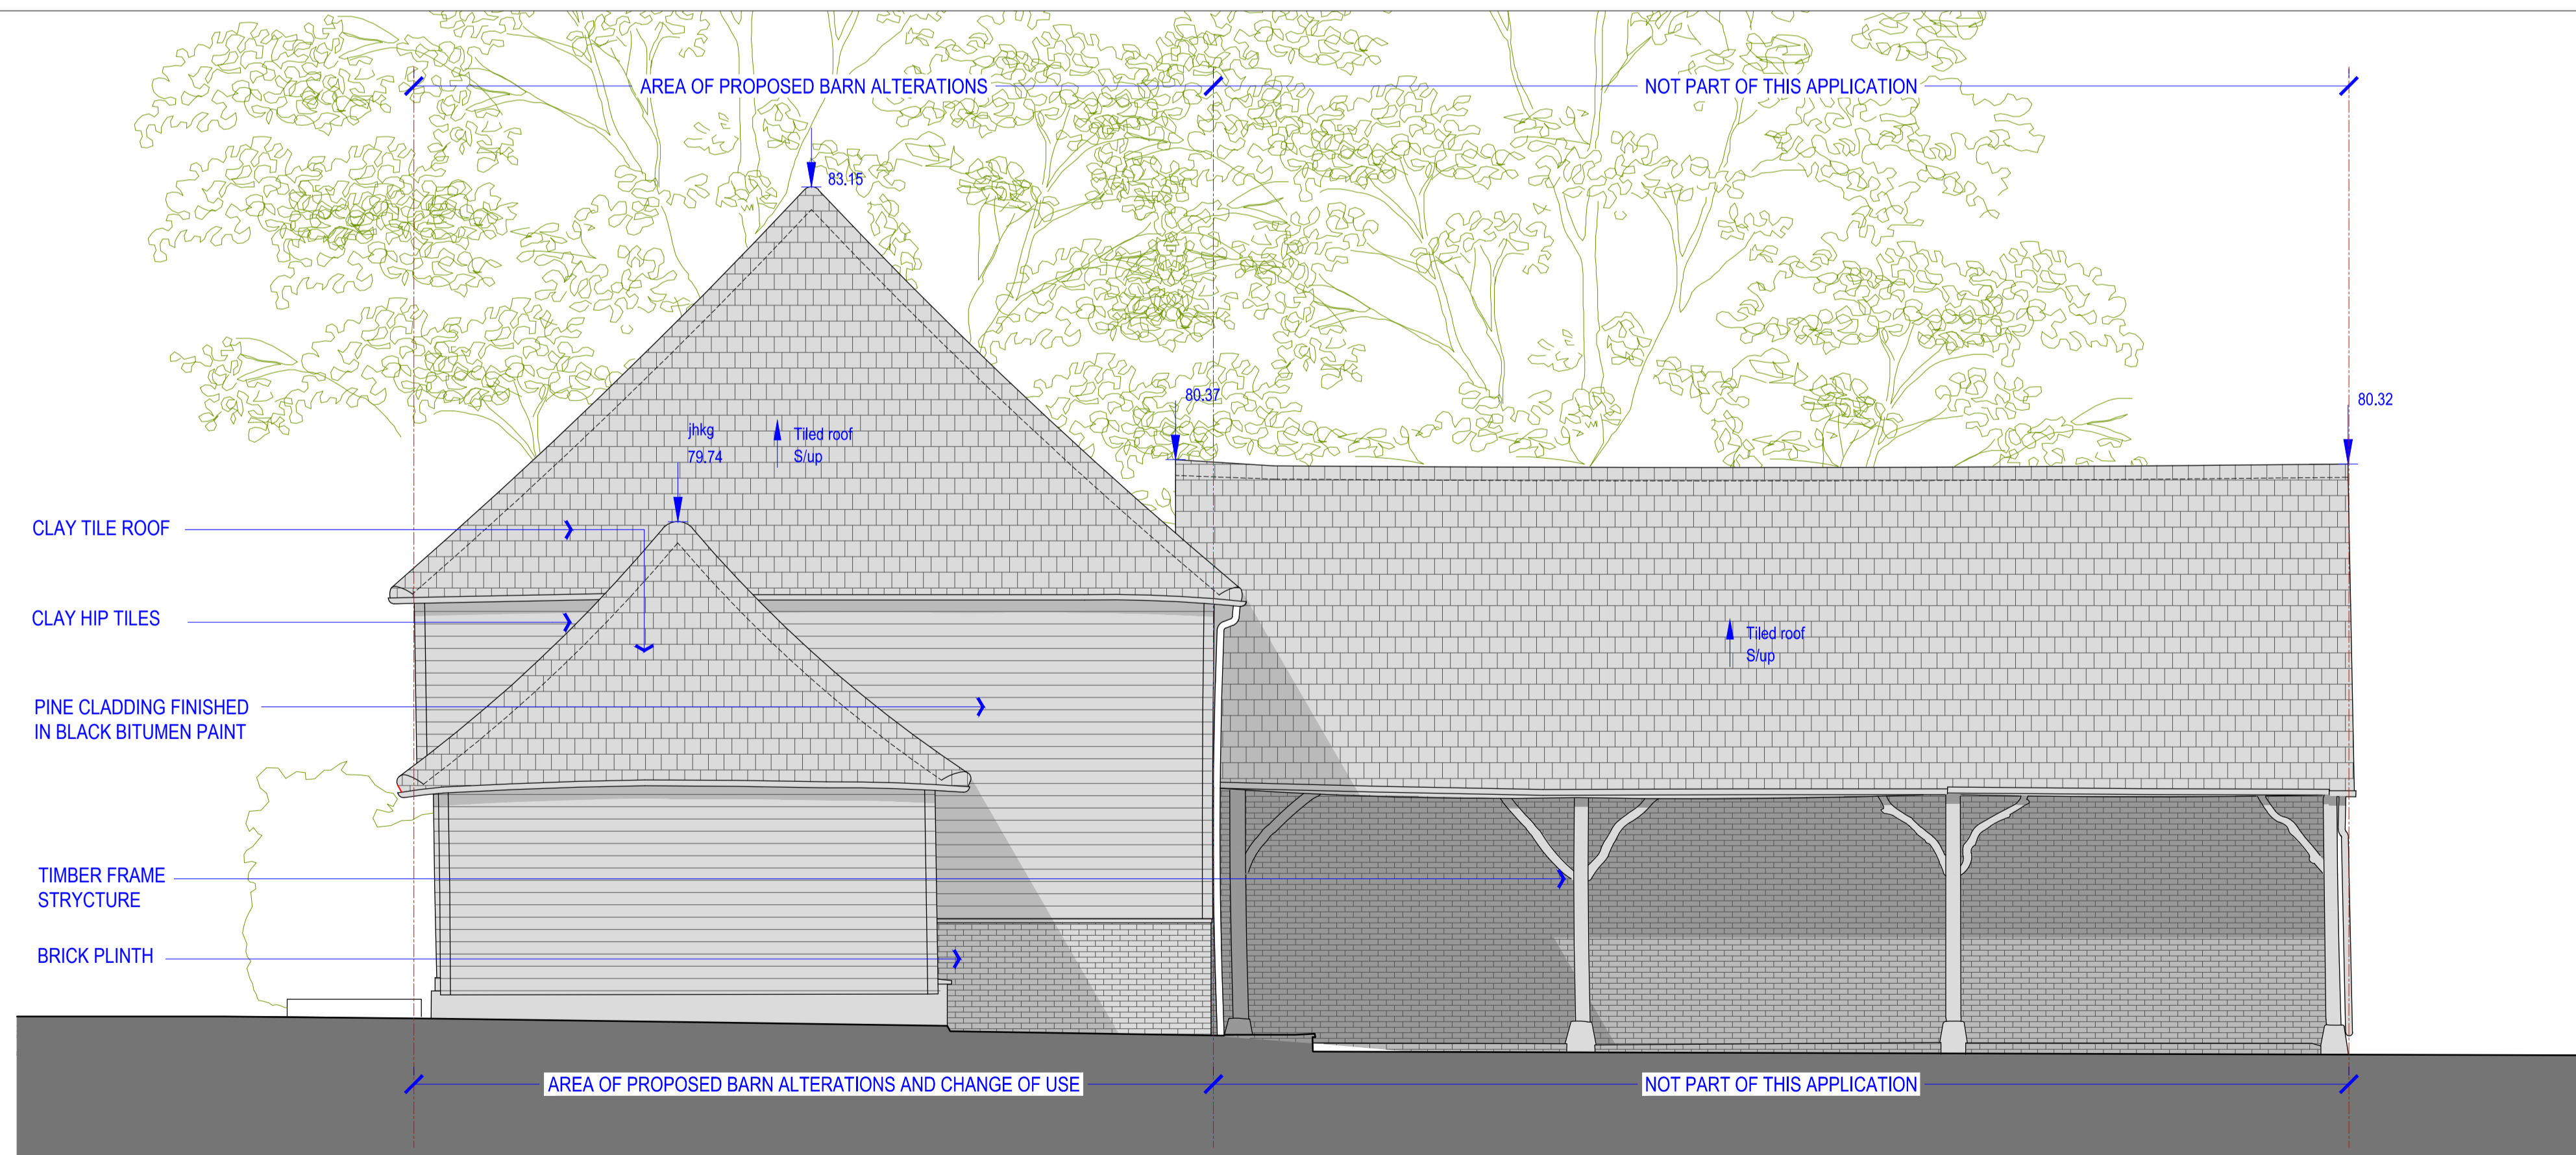 AREA OF PROPOSED BARN ALTERATIONS
NOT PART OF THIS APPLICATION
83.15
80.37
80.32
jhkg
79.74
Tiled roof
S/up
CLAY TILE ROOF
CLAY HIP TILES
Tiled roof
S/up
PINE CLADDING FINISHED
IN BLACK BITUMEN PAINT
TIMBER FRAME
STRYCTURE
BRICK PLINTH
AREA OF PROPOSED BARN ALTERATIONS AND CHANGE OF USE
NOT PART OF THIS APPLICATION